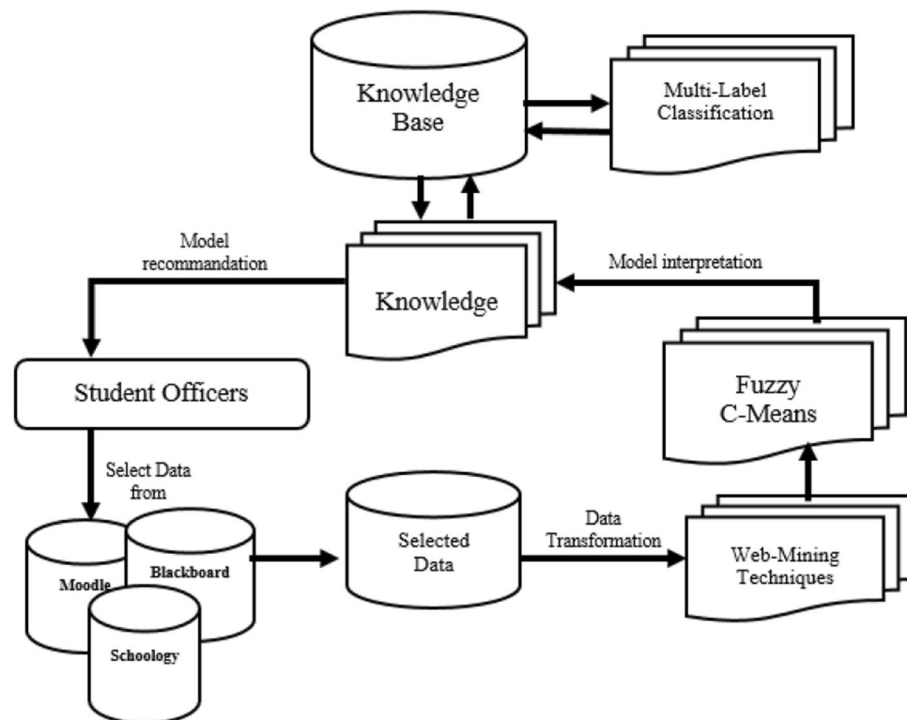 Knowledge
Base
Multi-Label
Classification
Model
recommandation
Knowledge
Model interpretation
Student Officers
Fuzzy
C-Means
Select Data
from
Moodle
Blackboard
Schoology
Selected
Data
Data
Transformation
Web-Mining
Techniques